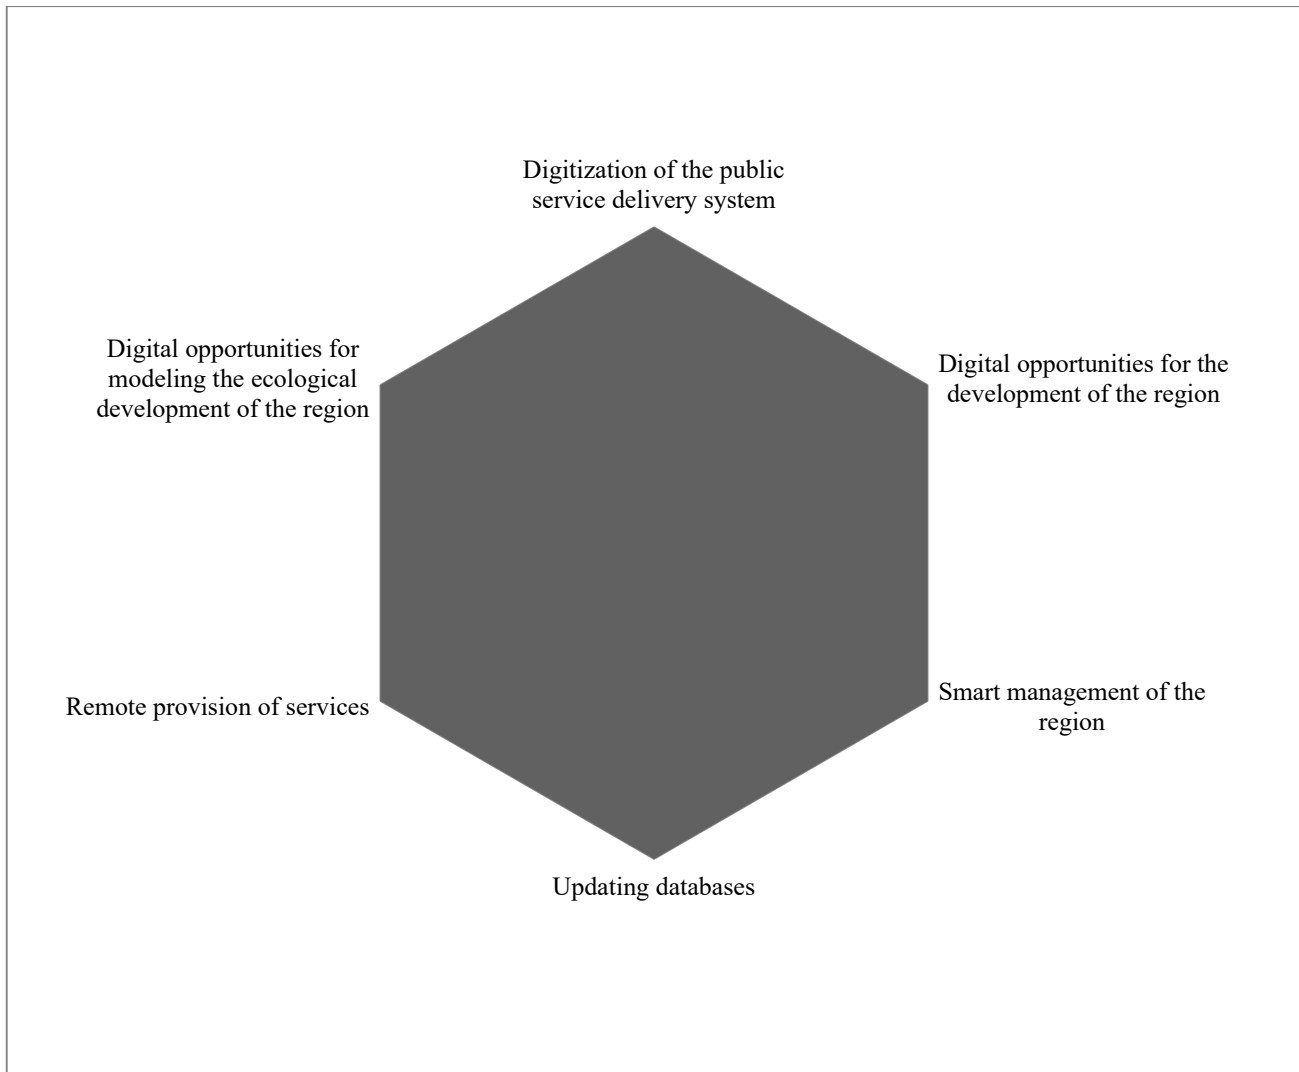 Digitization of the public
service delivery system
Digital opportunities for
modeling the ecological
development of the region
Digital opportunities for the
development of the region
Remote provision of services
Smart management of the
region
Updating databases